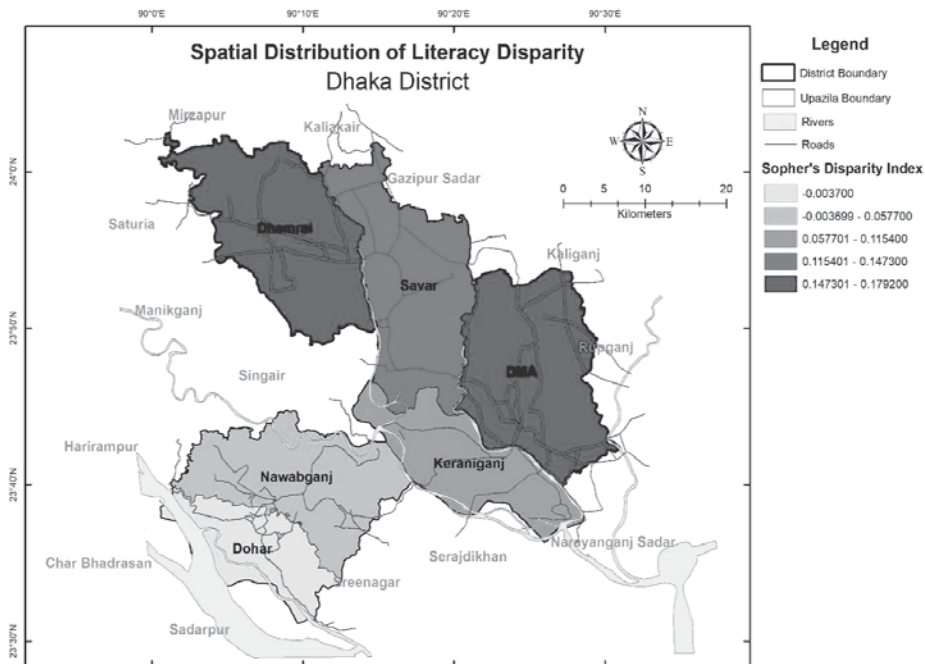 90°0'E 90°10'E 90°20'E 90°30'E
Spatial Distribution of Literacy Disparity
Dhaka District
Mirzapur
Kaliakair
N
W E
S
24°0'N
Gazipur Sadar
0 5 10 20
Kilometers
Saturia
Dhamrai
Kaliganj
Savar
Manikganj
23°50'N
Rupganj
Singair
DMA
Harirampur
Nawabganj
Keraniganj
23°40'N
Dohar
Narayanganj Sadar
Serajdikhan
Char Bhadrasan
Sreenagar
Sadarpur
23°30'N
Legend
District Boundary
Upazila Boundary
Rivers
Roads
Sopher's Disparity Index
-0.003700
-0.003699 - 0.057700
0.057701 - 0.115400
0.115401 - 0.147300
0.147301 - 0.179200